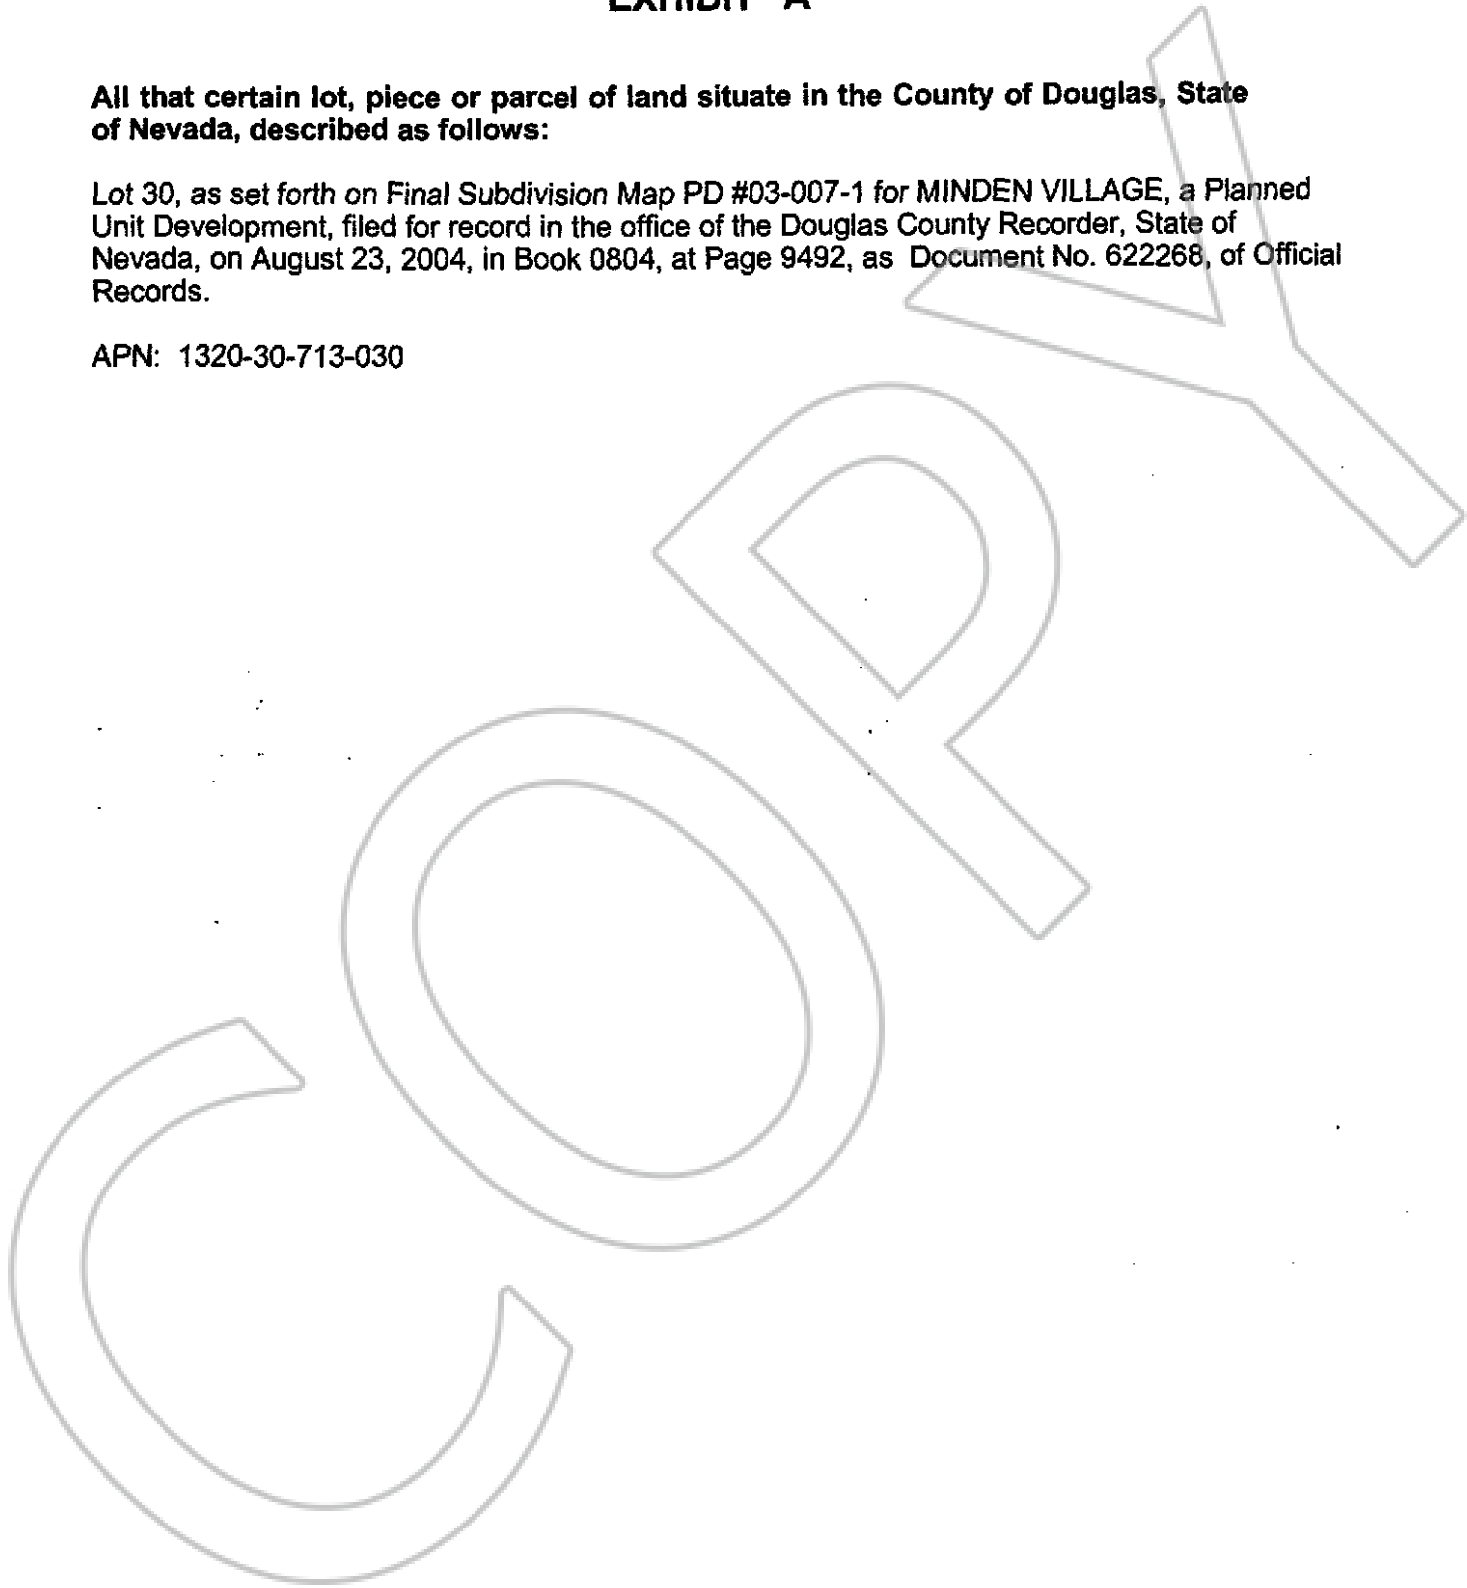 EXHIBIT "A"
All that certain lot, piece or parcel of land situate in the County of Douglas, State
of Nevada, described as follows:
Lot 30, as set forth on Final Subdivision Map PD #03-007-1 for MINDEN VILLAGE, a Planned
Unit Development, filed for record in the office of the Douglas County Recorder, State of
Nevada, on August 23, 2004, in Book 0804, at Page 9492, as Document No. 622268, of Official
Records.
APN: 1320-30-713-030
COPY